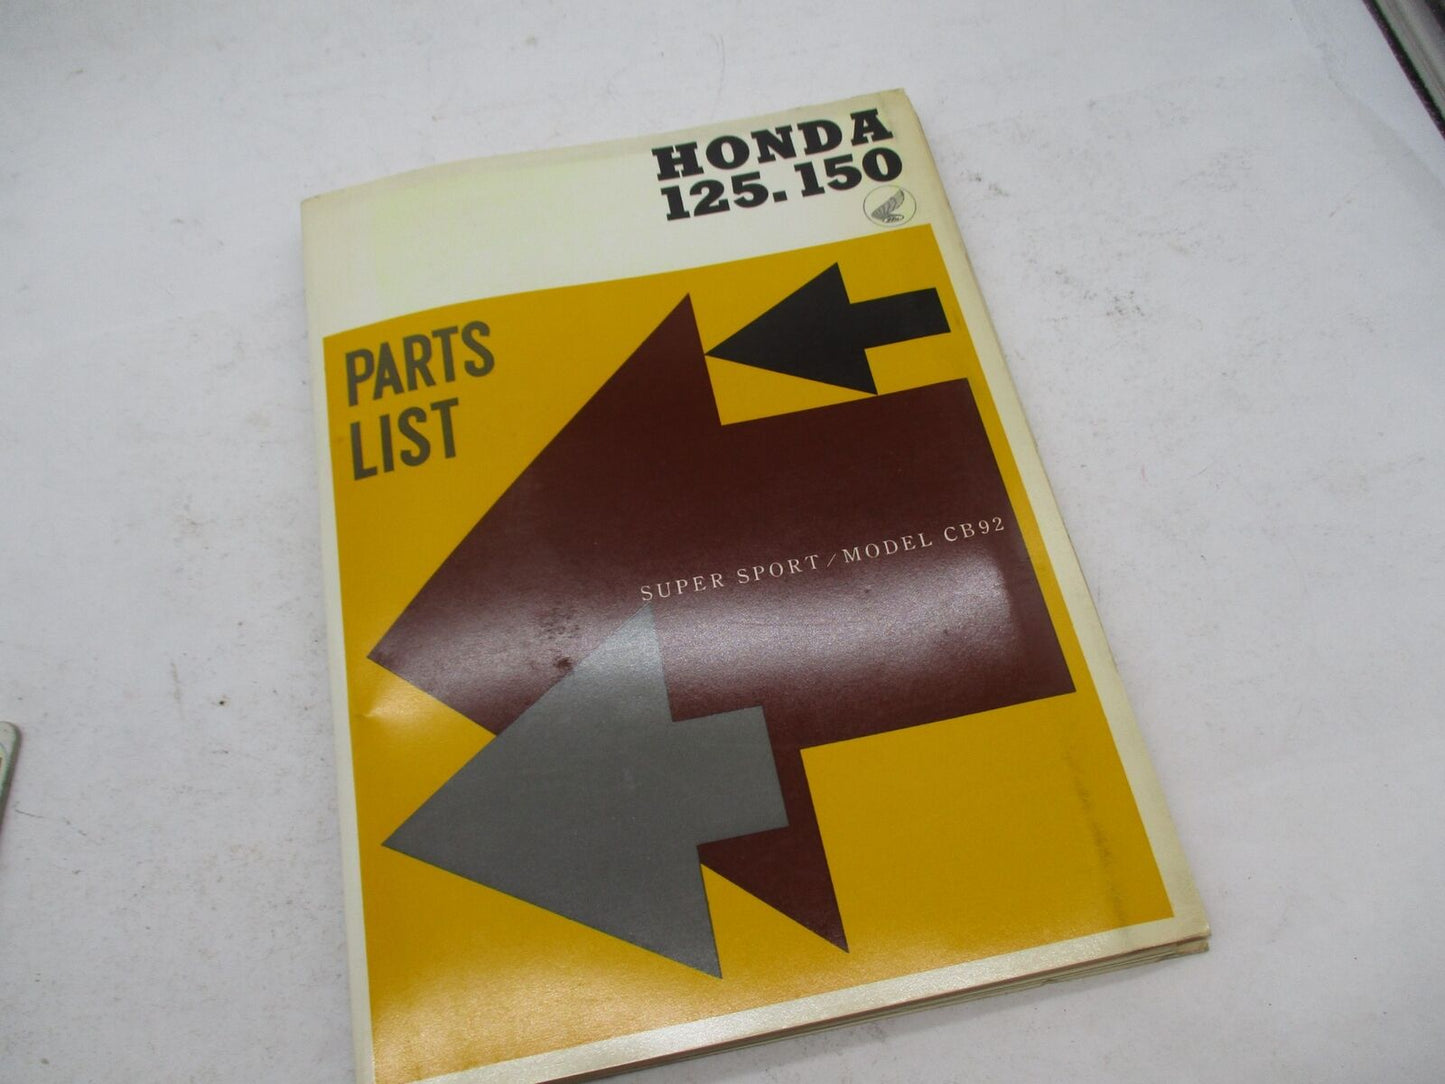 HONDA
125.150
PARTS
LIST
SUPER SPORT/MODEL CB92